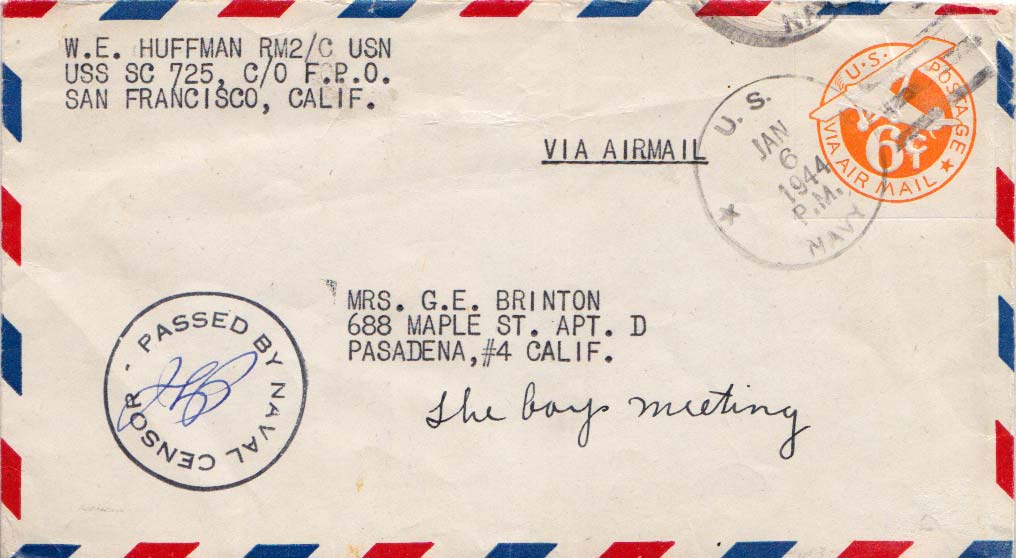 W.E. HUFFMAN RM2/C USN
USS SC 725, C/O F.P.O.
SAN FRANCISCO, CALIF.
VIA AIRMAIL
U.S.
JAN
6
1944
P.M.
NAVY
NA
U.S. POSTAGE
6¢
VIA AIR MAIL
MRS. G.E. BRINTON
688 MAPLE ST. APT. D
PASADENA,#4 CALIF.
The boys meeting
PASSED BY NAVAL CENSOR -